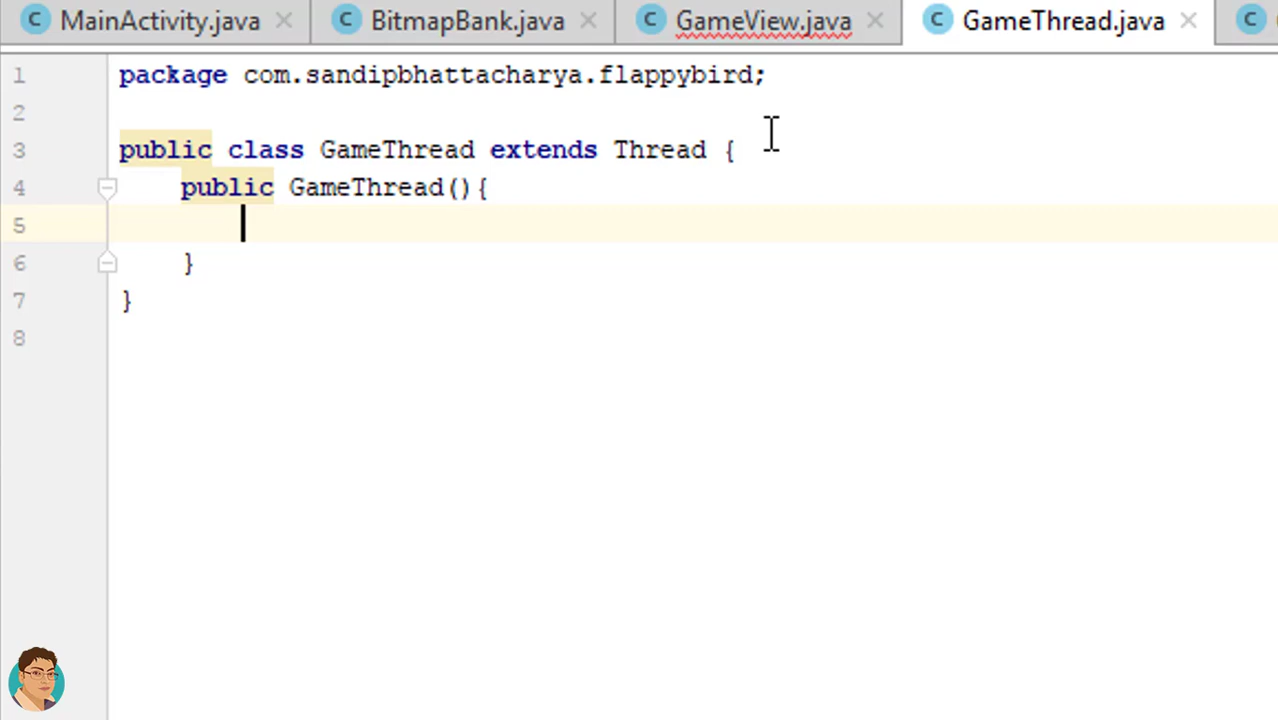 C MainActivity.java C BitmapBank.java C GameView.java C GameThread.java C
1 package com.sandipbhattacharya.flappybird;
2
3 public class GameThread extends Thread {
4 public GameThread(){
5
6 }
7 }
8